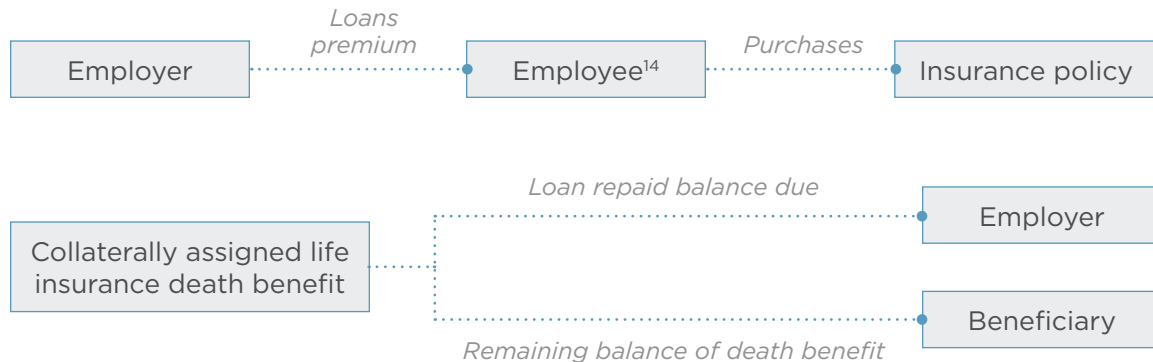 Loans
premium
Purchases
Employer
Employee¹⁴
Insurance policy
Loan repaid balance due
Employer
Collaterally assigned life
insurance death benefit
Beneficiary
Remaining balance of death benefit